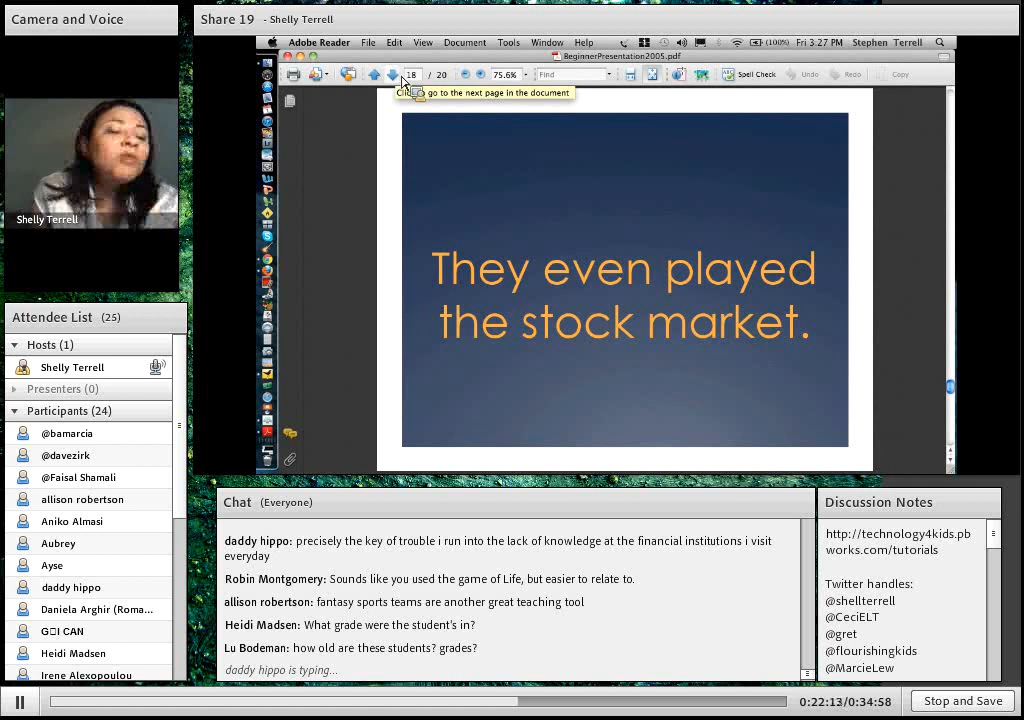 Camera and Voice
Share 19 - Shelly Terrell
Adobe Reader File Edit View Document Tools Window Help (100%) Fri 3:27 PM Stephen Terrell
BeginnerPresentation2005.pdf
18 / 20 75.6% Find Spell Check Undo Redo Copy
go to the next page in the document
They even played
the stock market.
Shelly Terrell
Attendee List (25)
Hosts (1)
Shelly Terrell
Presenters (0)
Participants (24)
@bamarcia
@davezirk
@Faisal Shamali
allison robertson
Aniko Almasi
Aubrey
Ayse
daddy hippo
Daniela Arghir (Roma...
G□I CAN
Heidi Madsen
Irene Alexopoulou
Chat (Everyone)
daddy hippo: precisely the key of trouble i run into the lack of knowledge at the financial institutions i visit
everyday
Robin Montgomery: Sounds like you used the game of Life, but easier to relate to.
allison robertson: fantasy sports teams are another great teaching tool
Heidi Madsen: What grade were the student's in?
Lu Bodeman: how old are these students? grades?
daddy hippo is typing...
Discussion Notes
http://technology4kids.pb
works.com/tutorials
Twitter handles:
@shellterrell
@CeciELT
@gret
@flourishingkids
@MarcieLew
0:22:13/0:34:58
Stop and Save